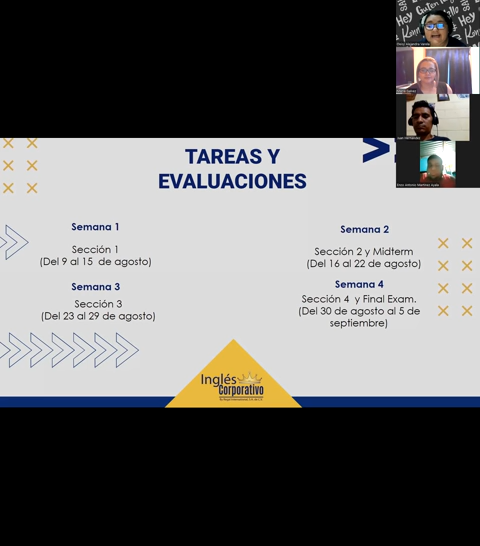 Hey
TAREAS Y
EVALUACIONES
Semana 1
Sección 1
(Del 9 al 15 de agosto)
Semana 2
Sección 2 y Midterm
(Del 16 al 22 de agosto)
Semana 3
Sección 3
(Del 23 al 29 de agosto)
Semana 4
Sección 4 y Final Exam.
(Del 30 de agosto al 5 de
septiembre)
Inglés
Corporativo